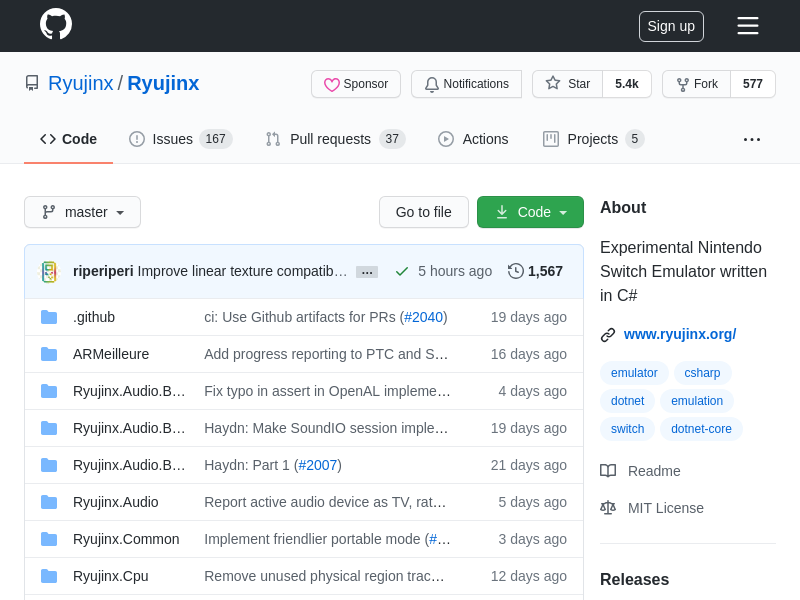 Sign up
Ryujinx / Ryujinx
Sponsor
Notifications
Star 5.4k
Fork 577
Code
Issues 167
Pull requests 37
Actions
Projects 5
master
Go to file
Code
riperiperi Improve linear texture compatib… … 5 hours ago 1,567
.github ci: Use Github artifacts for PRs (#2040) 19 days ago
ARMeilleure Add progress reporting to PTC and S… 16 days ago
Ryujinx.Audio.B… Fix typo in assert in OpenAL impleme… 4 days ago
Ryujinx.Audio.B… Haydn: Make SoundIO session imple… 19 days ago
Ryujinx.Audio.B… Haydn: Part 1 (#2007) 21 days ago
Ryujinx.Audio Report active audio device as TV, rat… 5 days ago
Ryujinx.Common Implement friendlier portable mode (#… 3 days ago
Ryujinx.Cpu Remove unused physical region trac… 12 days ago
About
Experimental Nintendo
Switch Emulator written
in C#
www.ryujinx.org/
emulator csharp
dotnet emulation
switch dotnet-core
Readme
MIT License
Releases